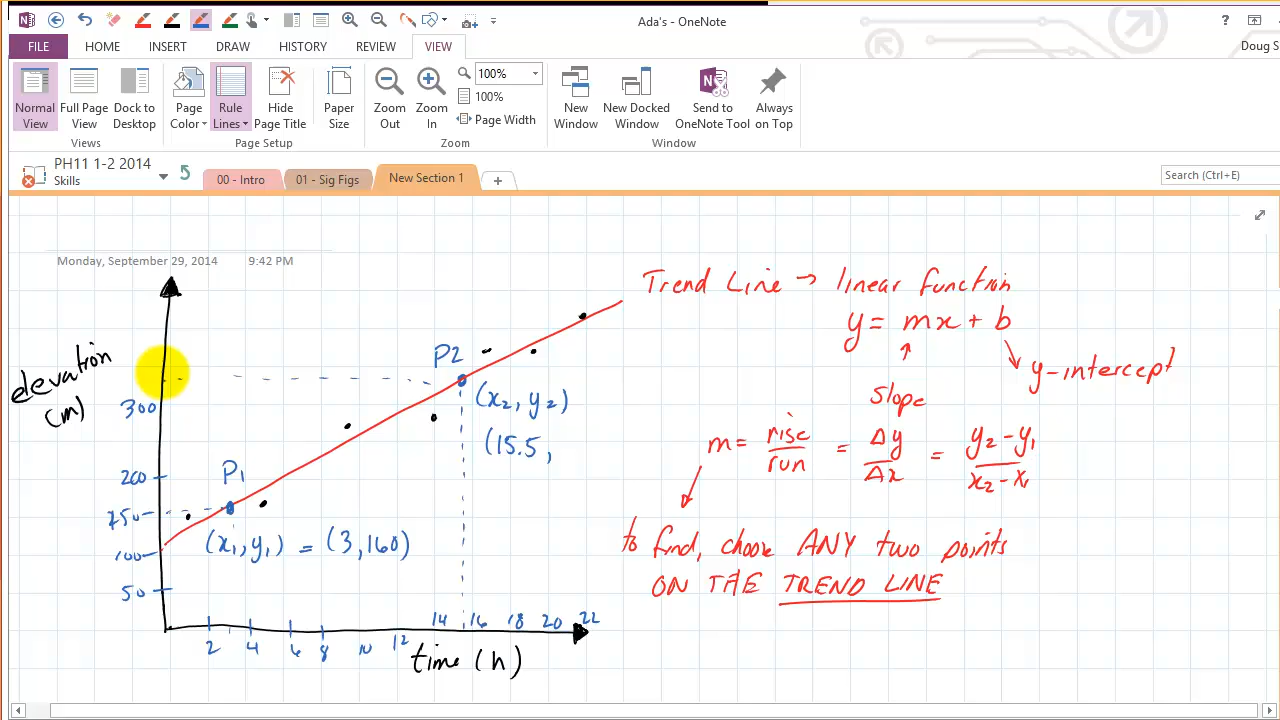 Ada's - OneNote
?
FILE HOME INSERT DRAW HISTORY REVIEW VIEW
Doug S
Normal View
Full Page View
Dock to Desktop
Page Color
Rule Lines
Hide Page Title
Paper Size
Zoom Out
Zoom In
100%
100%
Page Width
New Window
New Docked Window
Send to OneNote Tool
Always on Top
Views
Page Setup
Zoom
Window
PH11 1-2 2014
Skills
00 - Intro
01 - Sig Figs
New Section 1
+
Search (Ctrl+E)
Monday, September 29, 2014 9:42 PM
Trend Line → linear function
y = mx + b
y-intercept
slope
m = rise/run = Δy/Δx = y2 - y1/x2 - x1
to find, choose ANY two points
ON THE TREND LINE
elevation
(m)
300
200
150
100
50
P2
(x2, y2)
(15.5,
P1
(x1, y1) = (3, 160)
2 4 6 8 10 12 14 16 18 20 22
time (h)